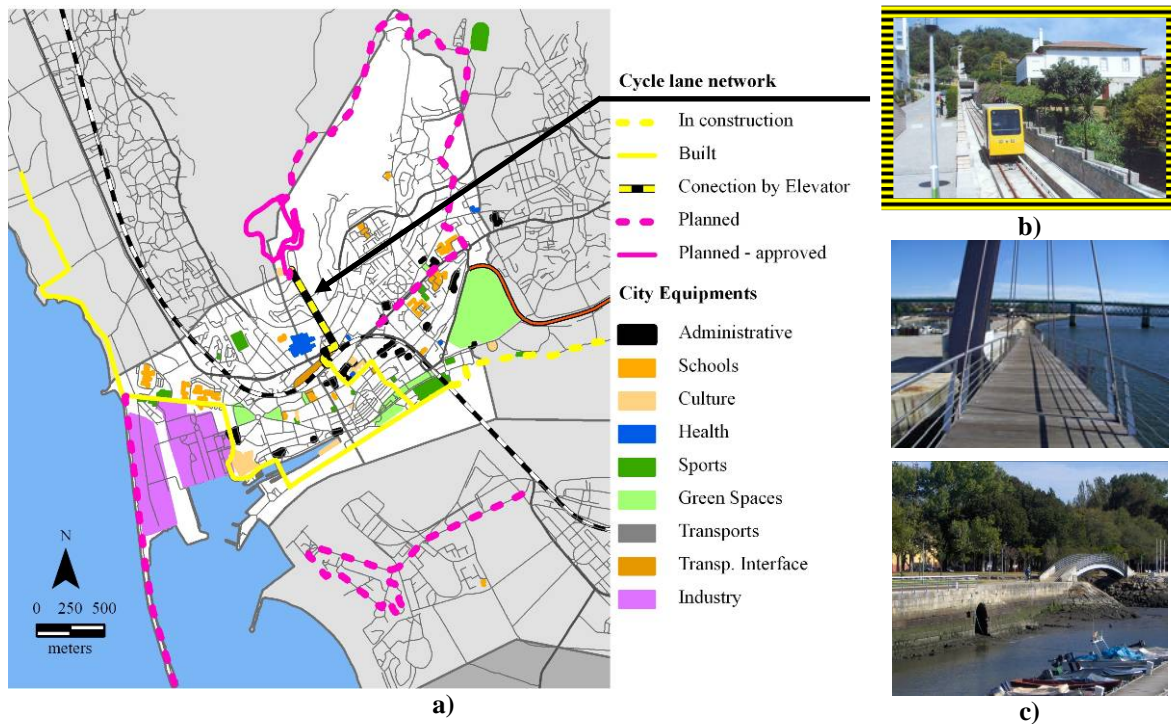 Cycle lane network
In construction
Built
Conection by Elevator
Planned
Planned - approved
City Equipments
Administrative
Schools
Culture
Health
Sports
Green Spaces
Transports
Transp. Interface
Industry
N
0 250 500
meters
a)
b)
c)